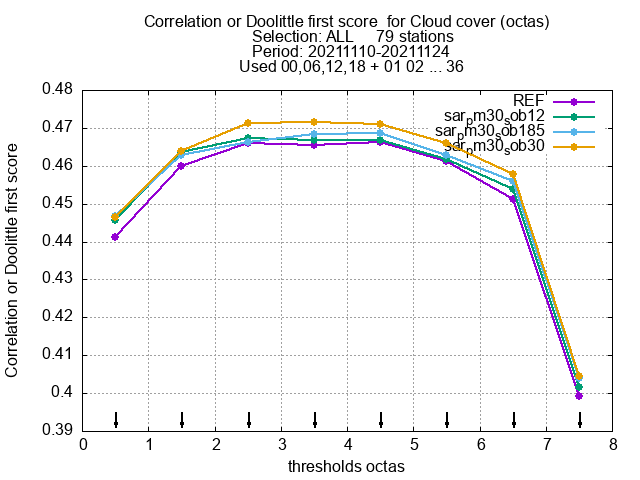 Correlation or Doolittle first score  for Cloud cover (octas)
Selection: ALL     79 stations
Period: 20211110-20211124
Used 00,06,12,18 + 01 02 ... 36
REF
sar_pm30_sob12
sar_pm30_sob185
sar_pm30_sob30
Correlation or Doolittle first score
0.48
0.47
0.46
0.45
0.44
0.43
0.42
0.41
0.4
0.39
0 1 2 3 4 5 6 7 8
thresholds octas